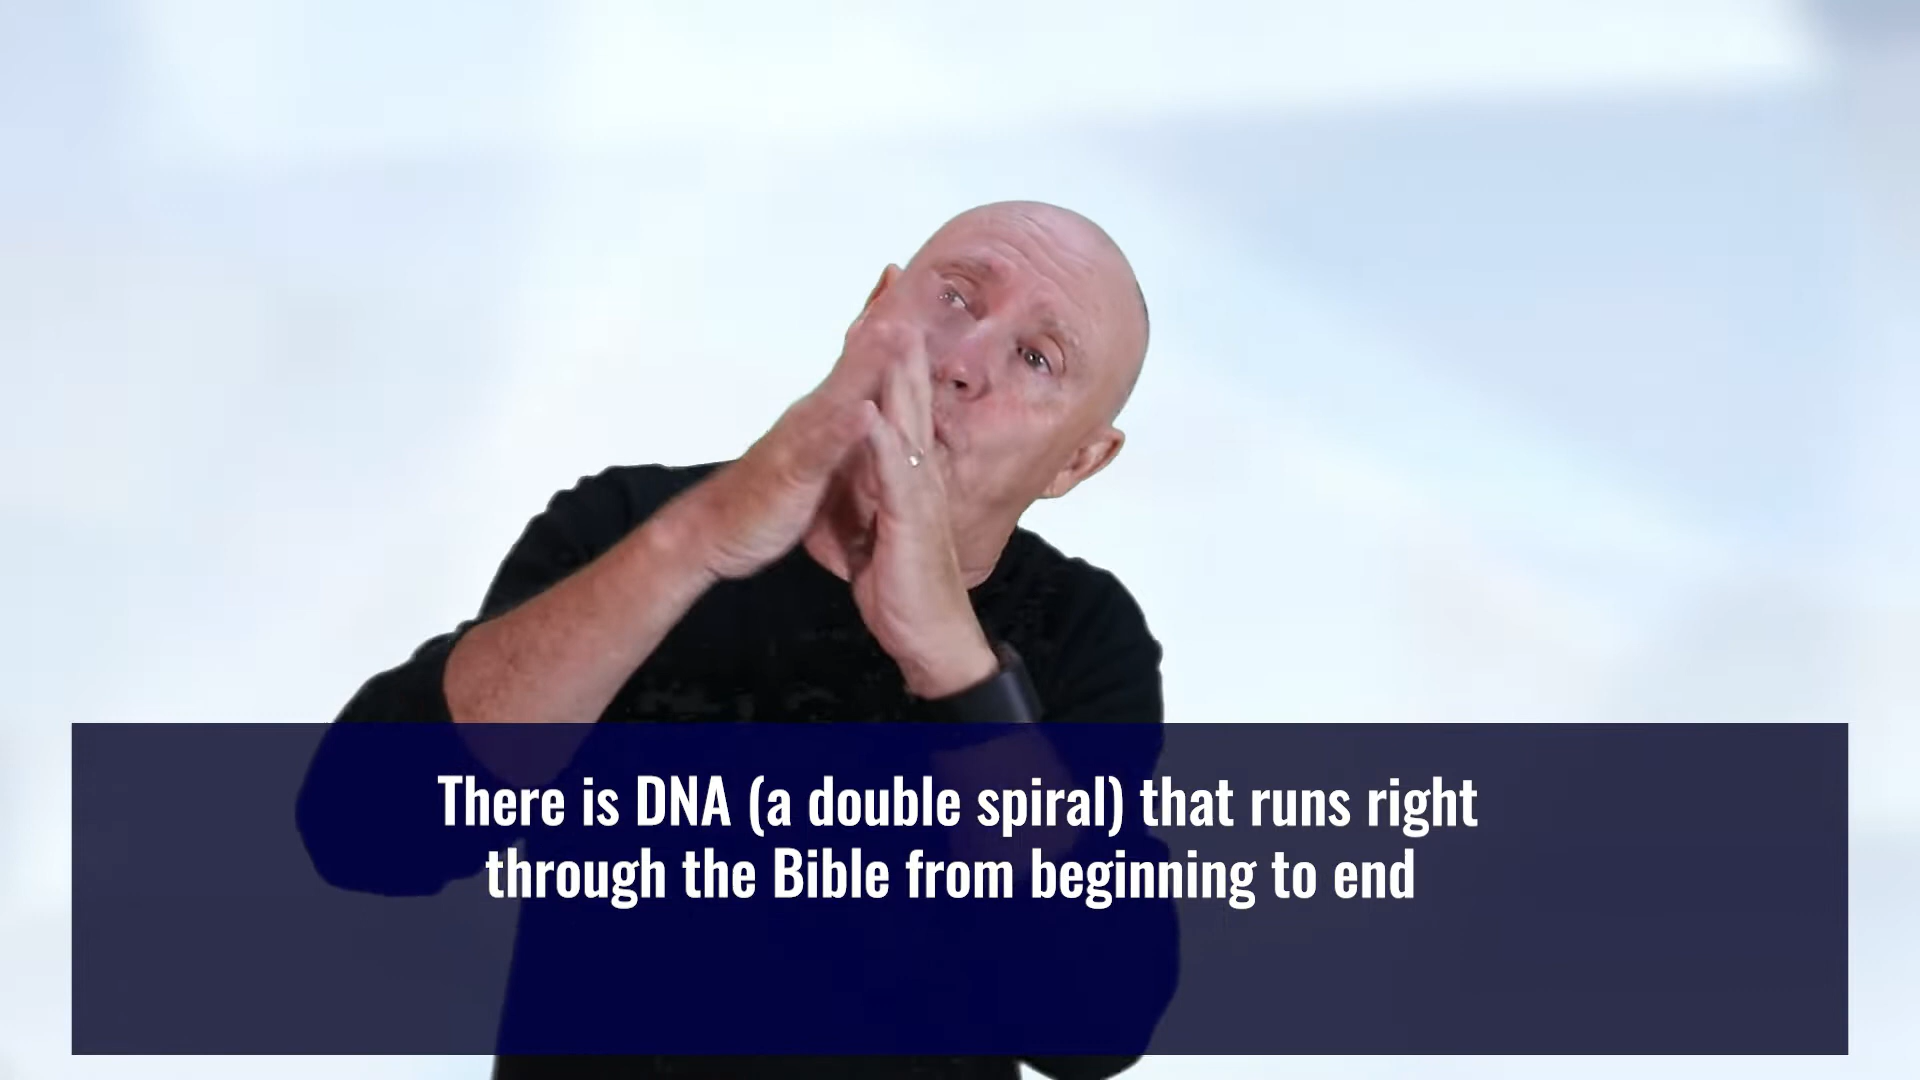 There is DNA (a double spiral) that runs right
through the Bible from beginning to end